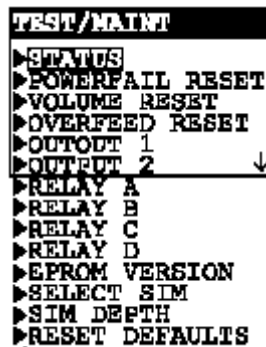 TEST/MAINT
STATUS
POWERFAIL RESET
VOLUME RESET
OVERFEED RESET
OUTOUT 1
OUTPUT 2
RELAY A
RELAY B
RELAY C
RELAY D
EPROM VERSION
SELECT SIM
SIM DEPTH
RESET DEFAULTS